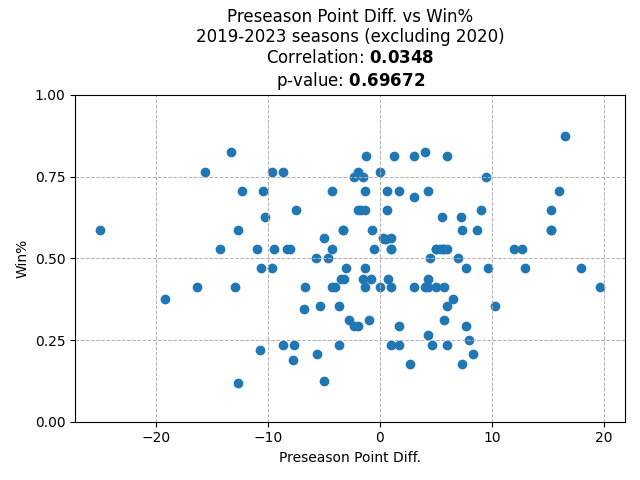 Preseason Point Diff. vs Win%
2019-2023 seasons (excluding 2020)
Correlation: 0.0348
p-value: 0.69672
1.00
0.75
0.50
0.25
0.00
Win%
−20
−10
0
10
20
Preseason Point Diff.